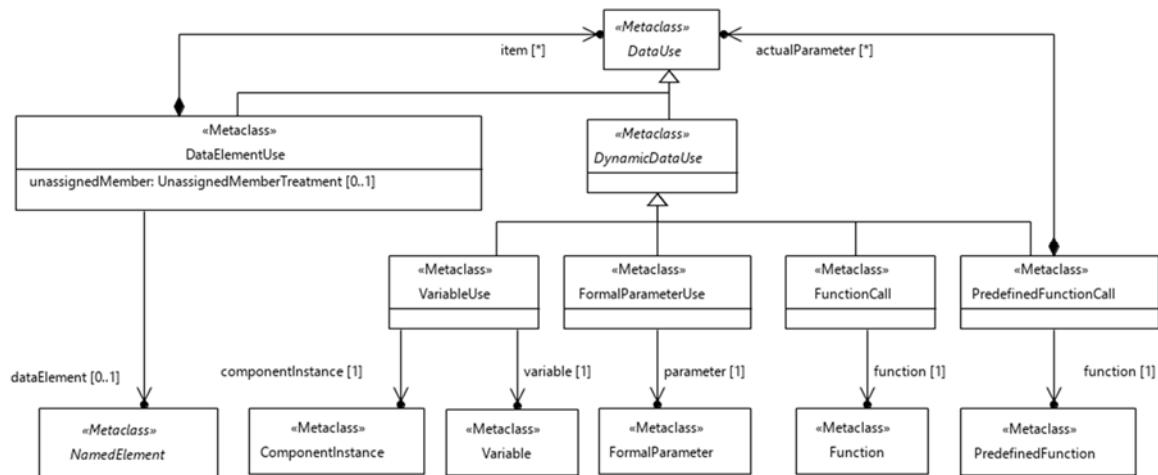 «Metaclass»
DataUse
item [*]
actualParameter [*]
«Metaclass»
DataElementUse
unassignedMember: UnassignedMemberTreatment [0..1]
«Metaclass»
DynamicDataUse
«Metaclass»
VariableUse
«Metaclass»
FormalParameterUse
«Metaclass»
FunctionCall
«Metaclass»
PredefinedFunctionCall
dataElement [0..1]
componentInstance [1]
variable [1]
parameter [1]
function [1]
function [1]
«Metaclass»
NamedElement
«Metaclass»
ComponentInstance
«Metaclass»
Variable
«Metaclass»
FormalParameter
«Metaclass»
Function
«Metaclass»
PredefinedFunction